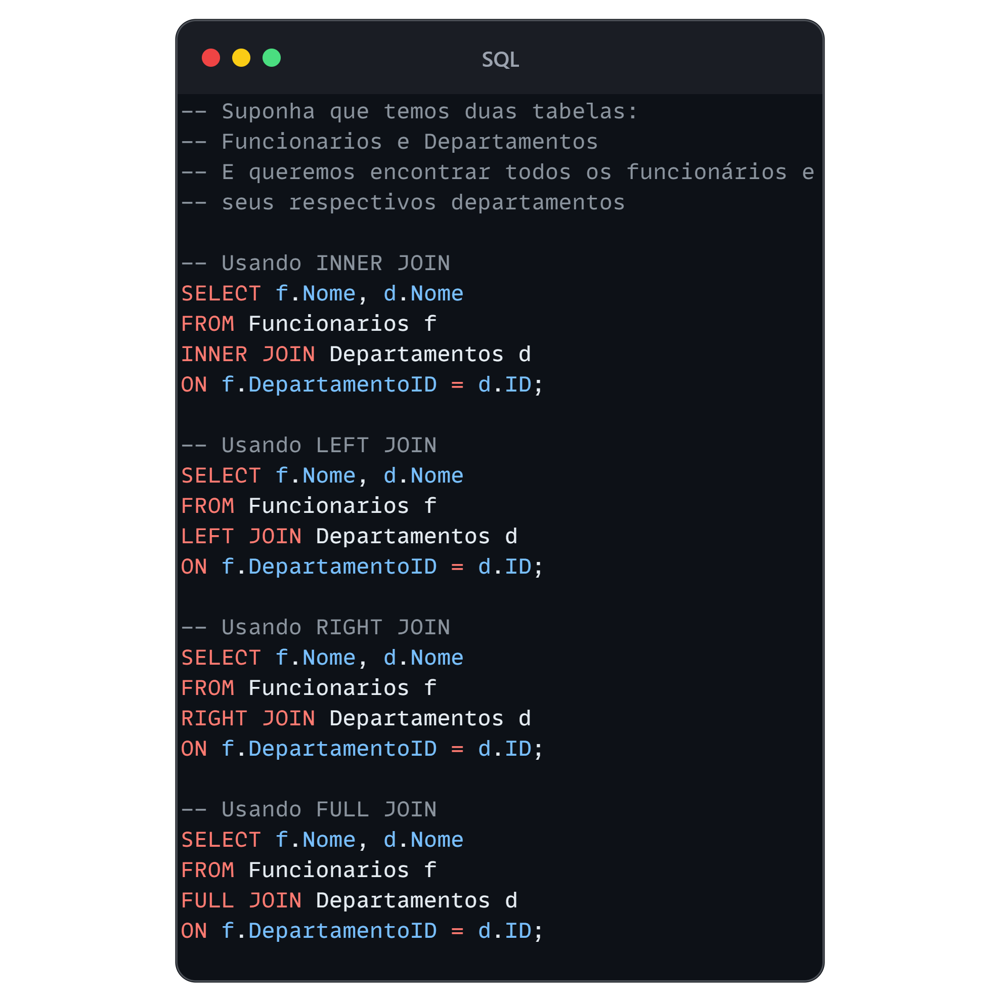 SQL
-- Suponha que temos duas tabelas:
-- Funcionarios e Departamentos
-- E queremos encontrar todos os funcionários e
-- seus respectivos departamentos
-- Usando INNER JOIN
SELECT f.Nome, d.Nome
FROM Funcionarios f
INNER JOIN Departamentos d
ON f.DepartamentoID = d.ID;
-- Usando LEFT JOIN
SELECT f.Nome, d.Nome
FROM Funcionarios f
LEFT JOIN Departamentos d
ON f.DepartamentoID = d.ID;
-- Usando RIGHT JOIN
SELECT f.Nome, d.Nome
FROM Funcionarios f
RIGHT JOIN Departamentos d
ON f.DepartamentoID = d.ID;
-- Usando FULL JOIN
SELECT f.Nome, d.Nome
FROM Funcionarios f
FULL JOIN Departamentos d
ON f.DepartamentoID = d.ID;